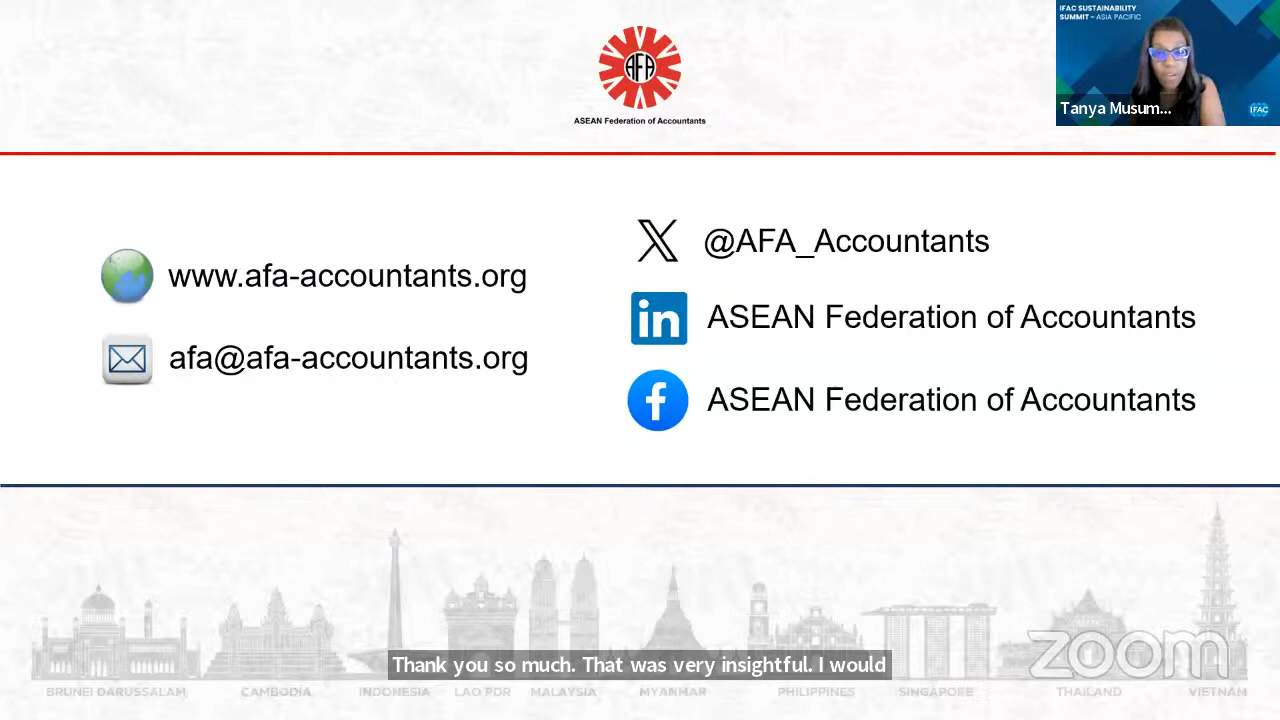 IFAC SUSTAINABILITY
SUMMIT - ASIA PACIFIC
AFA
ASEAN Federation of Accountants
Tanya Musum...
IFAC
@AFA_Accountants
www.afa-accountants.org
in
ASEAN Federation of Accountants
afa@afa-accountants.org
f
ASEAN Federation of Accountants
zoom
Thank you so much. That was very insightful. I would
BRUNEI DARUSSALAM
CAMBODIA
INDONESIA
LAO PDR
MALAYSIA
MYANMAR
PHILIPPINES
SINGAPORE
THAILAND
VIETNAM